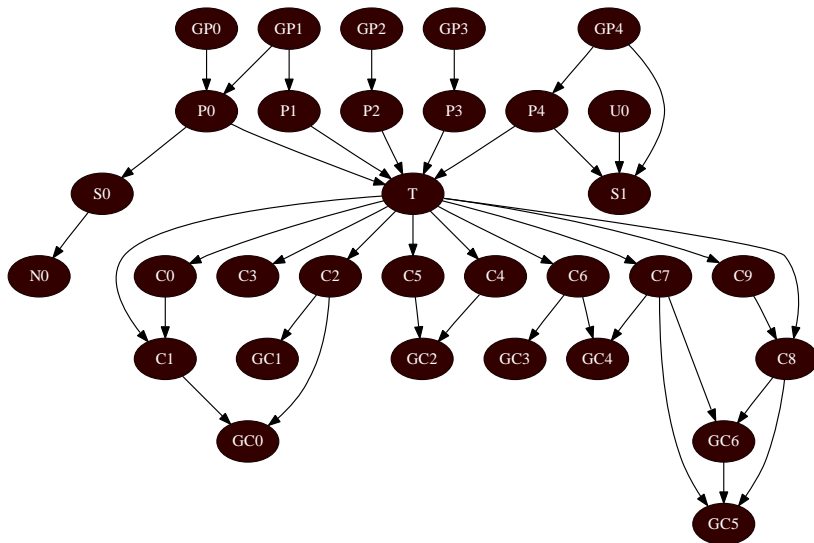 GP0 GP1 GP2 GP3 GP4
P0 P1 P2 P3 P4 U0
S0 T S1
N0 C0 C3 C2 C5 C4 C6 C7 C9
C1 GC1 GC2 GC3 GC4 C8
GC0 GC6
GC5